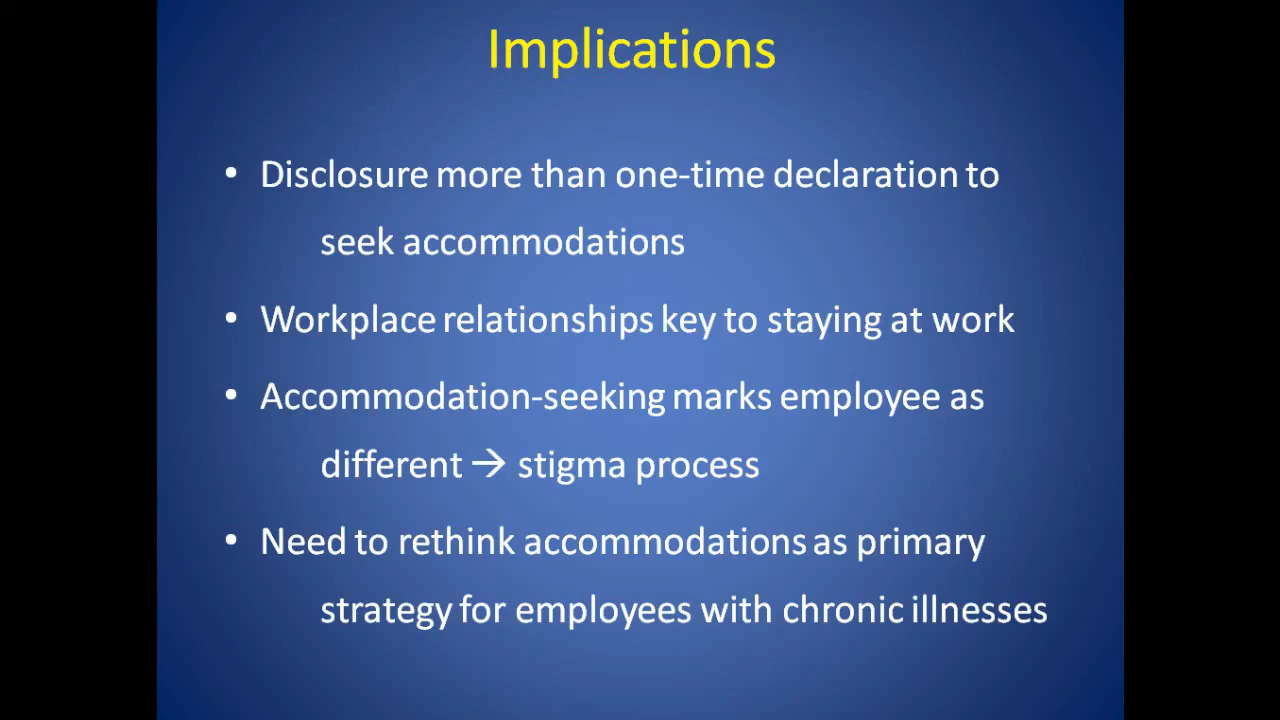 Implications
• Disclosure more than one-time declaration to
seek accommodations
• Workplace relationships key to staying at work
• Accommodation-seeking marks employee as
different → stigma process
• Need to rethink accommodations as primary
strategy for employees with chronic illnesses